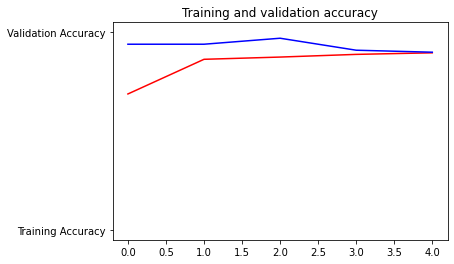 Training and validation accuracy
Validation Accuracy
Training Accuracy
0.0 0.5 1.0 1.5 2.0 2.5 3.0 3.5 4.0